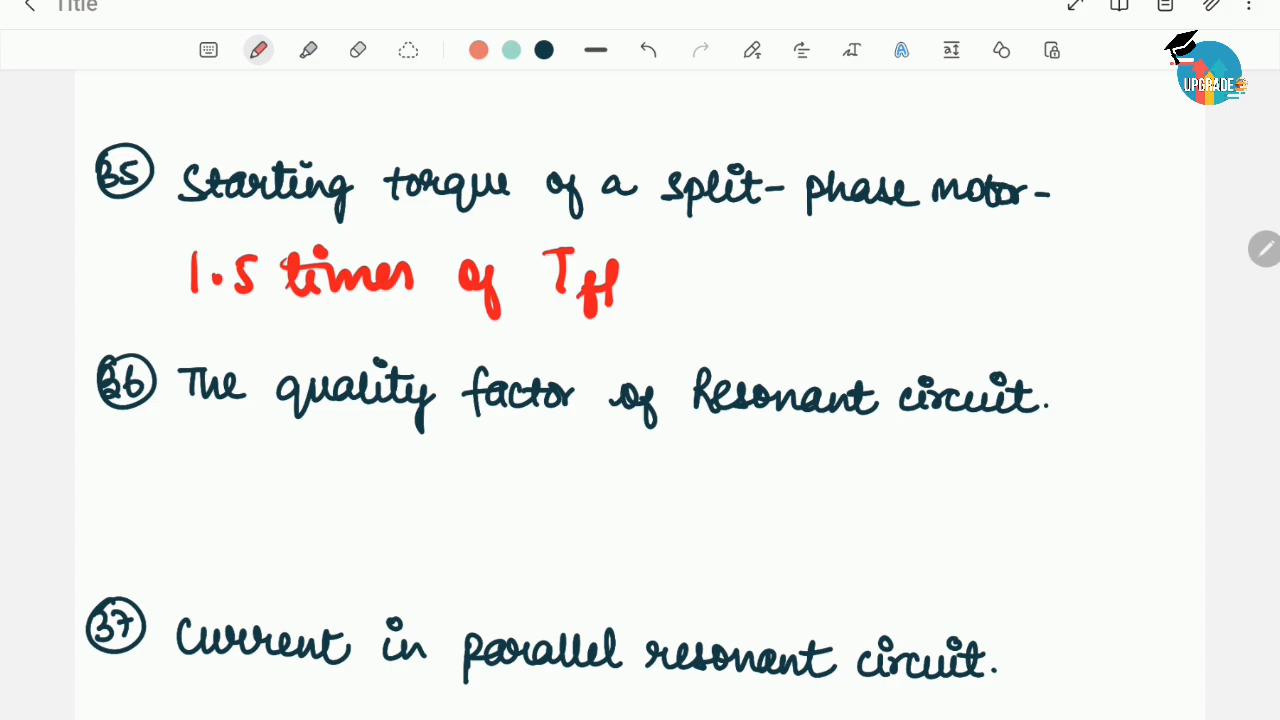 Title
UPGRADE
35 Starting torque of a split-phase motor-
1.5 times of Tfl
36 The quality factor of Resonant circuit.
37 Current in parallel resonant circuit.